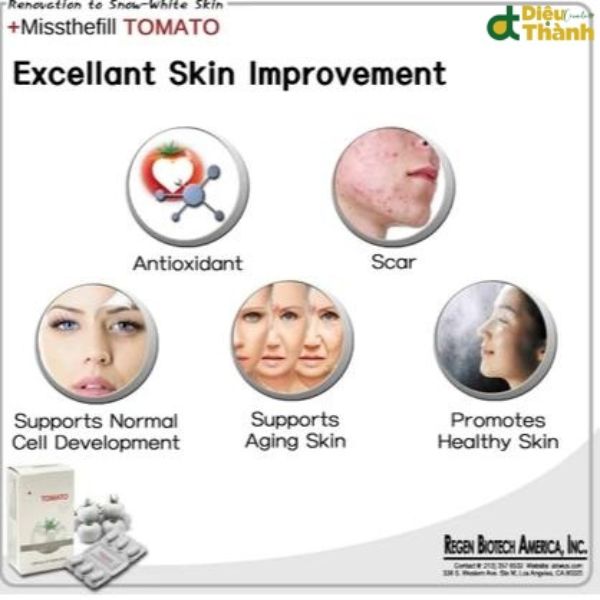 Renovation to Snow-White Skin
+Missthefill TOMATO
Diệu
Thành
Excellant Skin Improvement
Antioxidant
Scar
Supports Normal
Cell Development
Supports
Aging Skin
Promotes
Healthy Skin
TOMATO
REGEN BIOTECH AMERICA, INC.